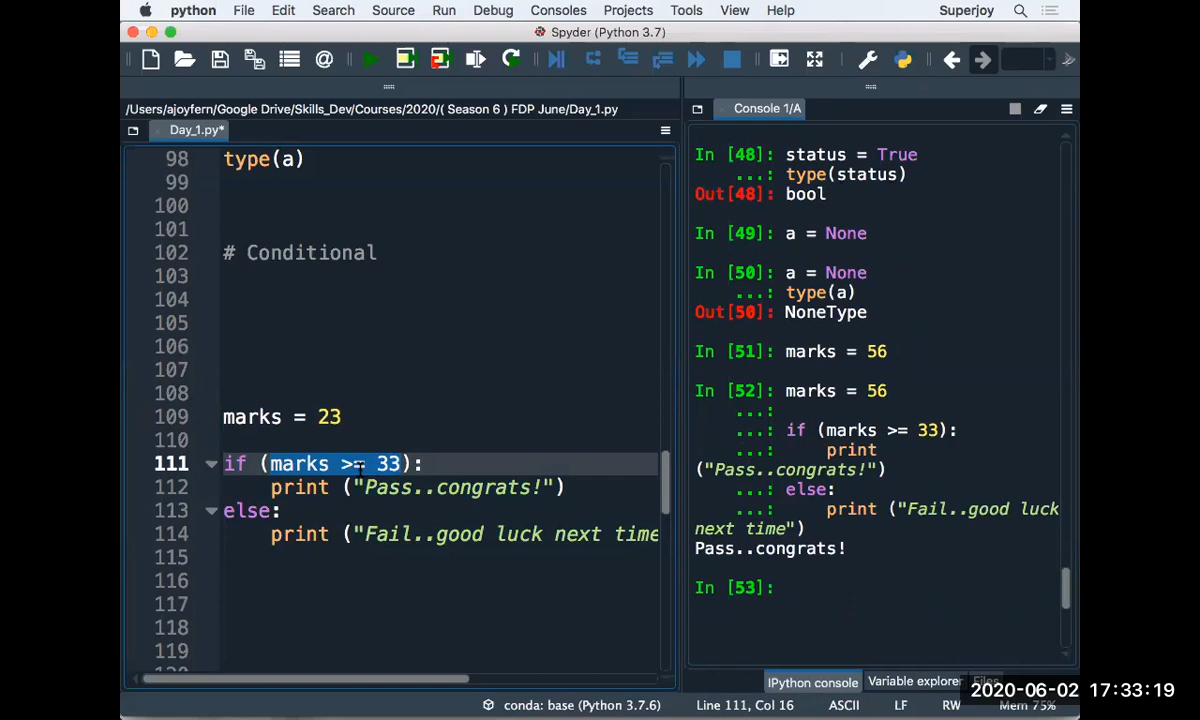 python File Edit Search Source Run Debug Consoles Projects Tools View Help Superjoy
Spyder (Python 3.7)
/Users/ajoyfern/Google Drive/Skills_Dev/Courses/2020/( Season 6 ) FDP June/Day_1.py
Day_1.py*
98 type(a)
99
100
101
102 # Conditional
103
104
105
106
107
108
109 marks = 23
110
111 if (marks >= 33):
112 print ("Pass..congrats!")
113 else:
114 print ("Fail..good luck next time
115
116
117
118
119
Console 1/A
In [48]: status = True
...: type(status)
Out[48]: bool
In [49]: a = None
In [50]: a = None
...: type(a)
Out[50]: NoneType
In [51]: marks = 56
In [52]: marks = 56
...:
...: if (marks >= 33):
...: print
("Pass..congrats!")
...: else:
...: print ("Fail..good luck
next time")
Pass..congrats!
In [53]:
IPython console Variable explorer Files
conda: base (Python 3.7.6) Line 111, Col 16 ASCII LF RW Mem 75%
2020-06-02 17:33:19